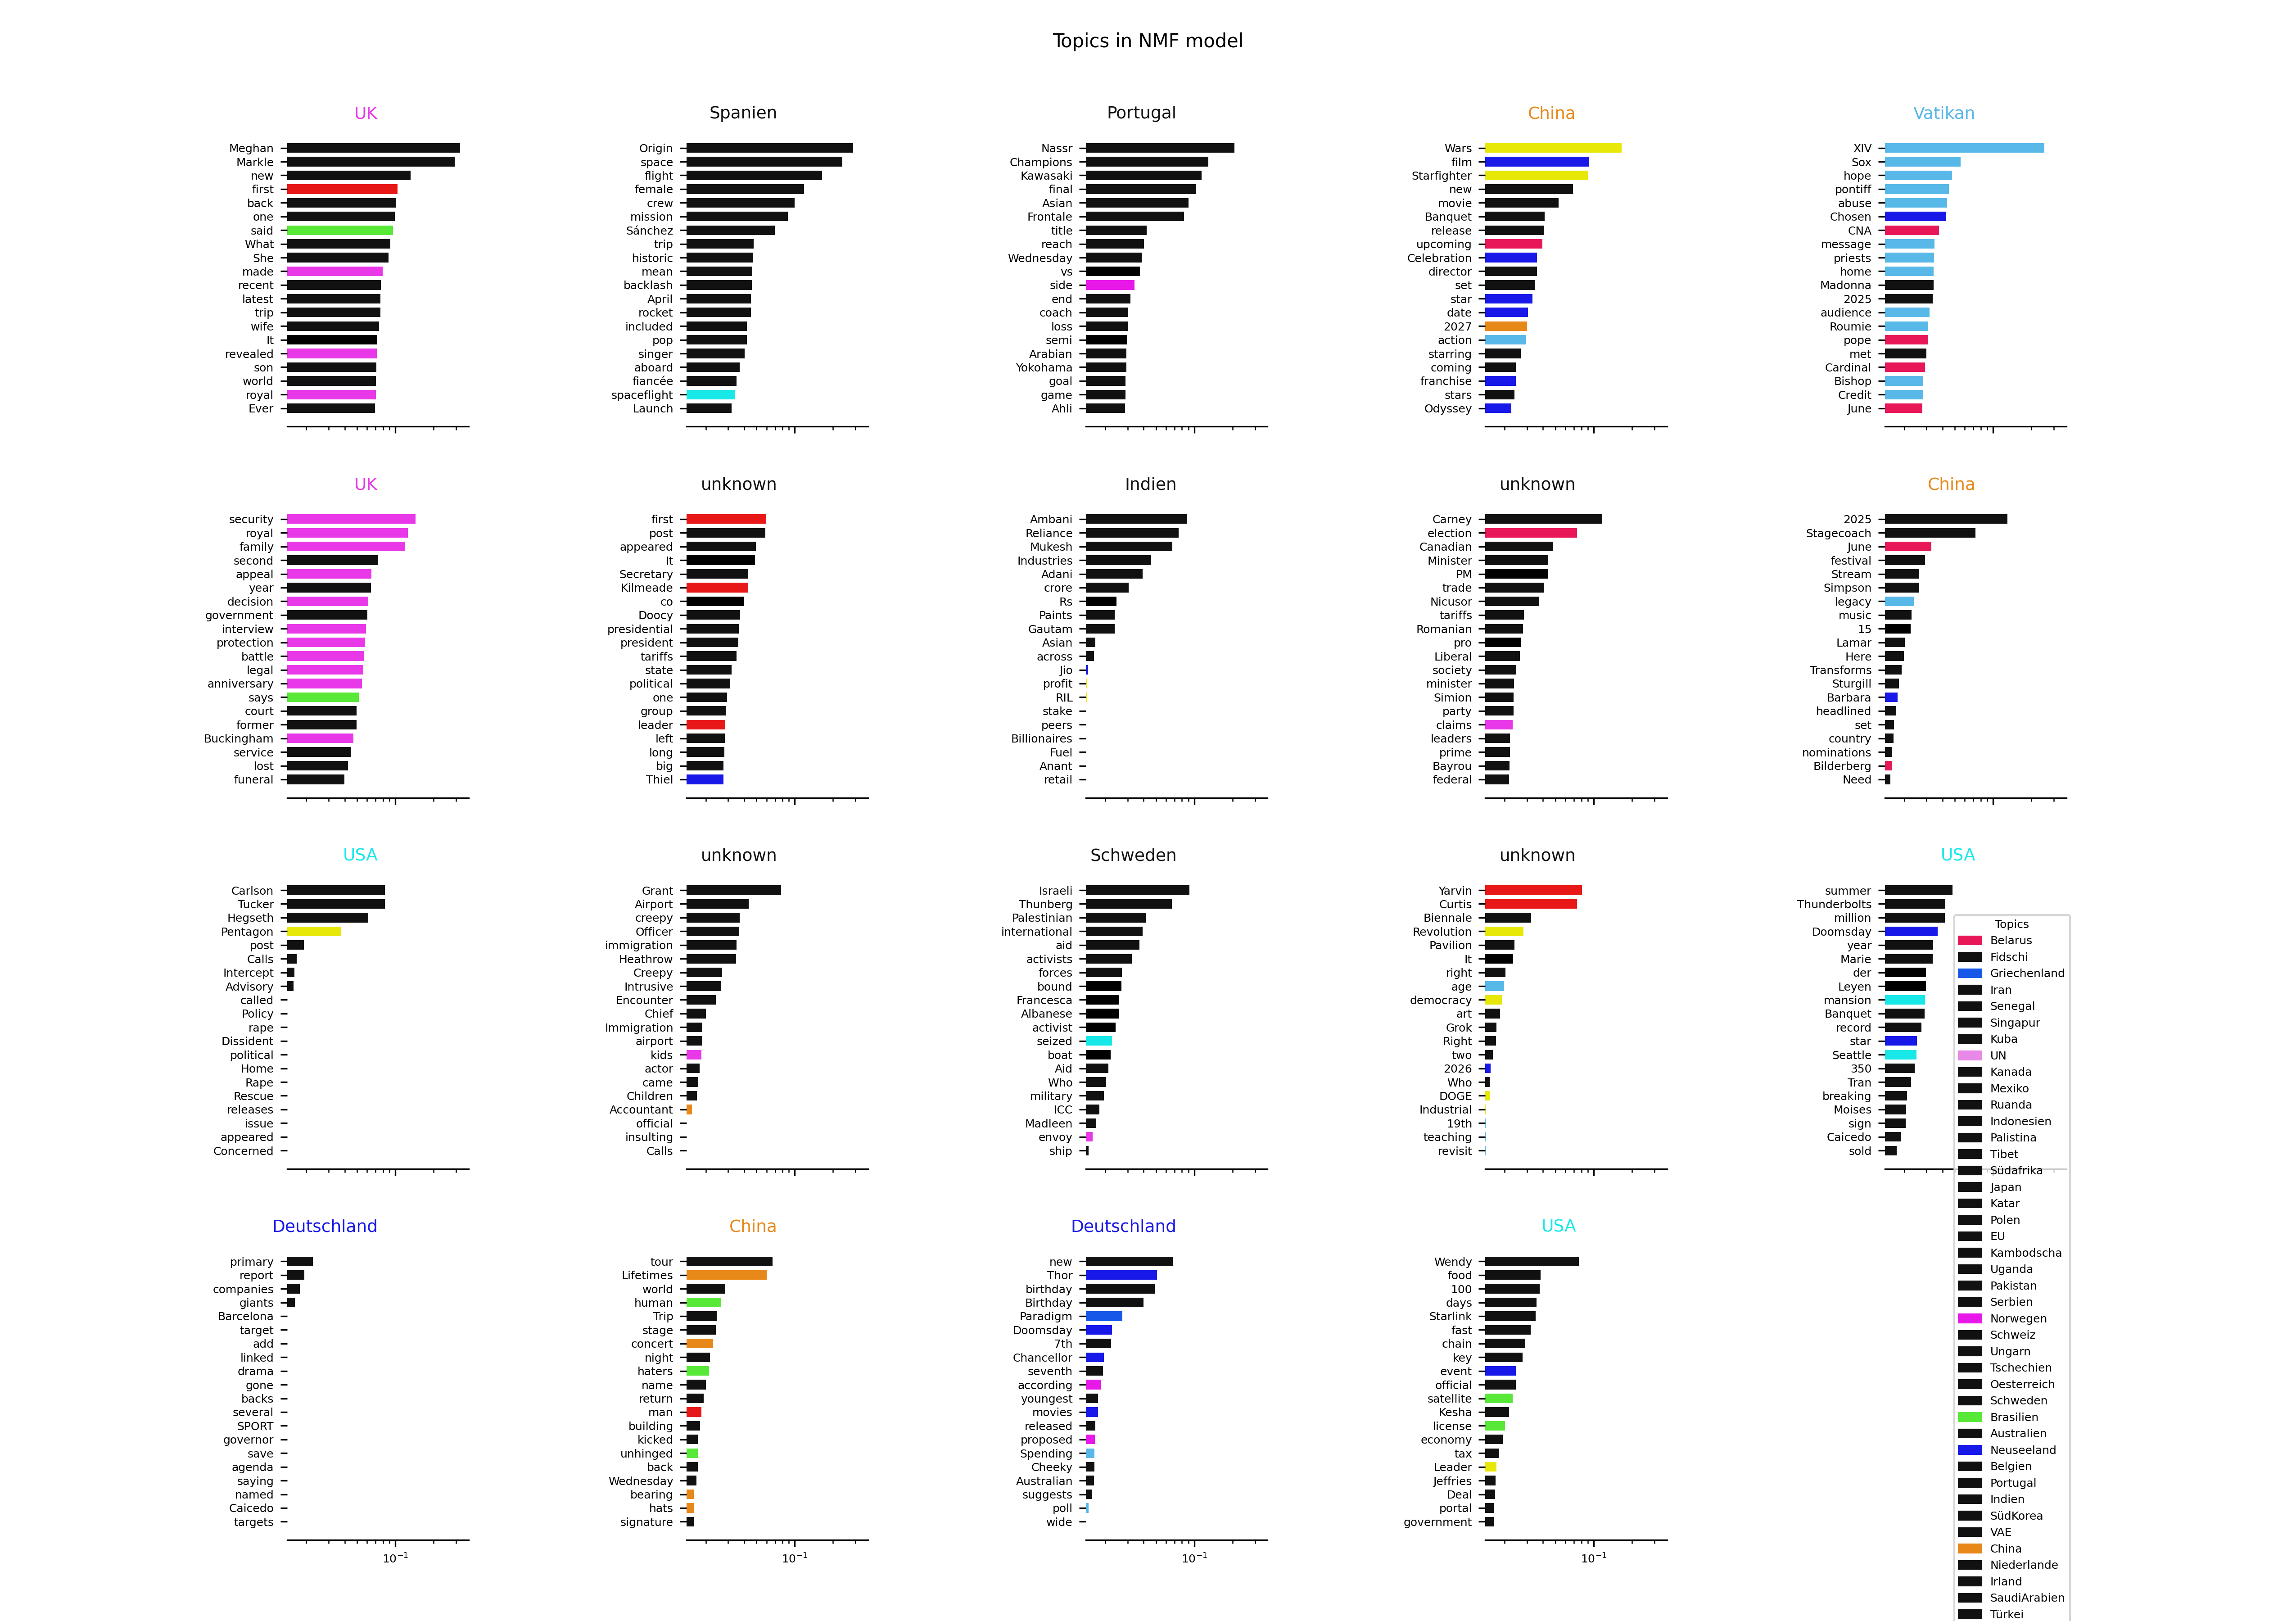 Topics in NMF model
UK
Meghan
Markle
new
first
back
one
said
What
She
made
recent
latest
trip
wife
It
revealed
son
world
royal
Ever
Spanien
Origin
space
flight
female
crew
mission
Sánchez
trip
historic
mean
backlash
April
rocket
included
pop
singer
aboard
fiancée
spaceflight
Launch
Portugal
Nassr
Champions
Kawasaki
final
Asian
Frontale
title
reach
Wednesday
vs
side
end
coach
loss
semi
Arabian
Yokohama
goal
game
Ahli
China
Wars
film
Starfighter
new
movie
Banquet
release
upcoming
Celebration
director
set
star
date
2027
action
starring
coming
franchise
stars
Odyssey
Vatikan
XIV
Sox
hope
pontiff
abuse
Chosen
CNA
message
priests
home
Madonna
2025
audience
Roumie
pope
met
Cardinal
Bishop
Credit
June
UK
security
royal
family
second
appeal
year
decision
government
interview
protection
battle
legal
anniversary
says
court
former
Buckingham
service
lost
funeral
unknown
first
post
appeared
It
Secretary
Kilmeade
co
Doocy
presidential
president
tariffs
state
political
one
group
leader
left
long
big
Thiel
Indien
Ambani
Reliance
Mukesh
Industries
Adani
crore
Rs
Paints
Gautam
Asian
across
Jio
profit
RIL
stake
peers
Billionaires
Fuel
Anant
retail
unknown
Carney
election
Canadian
Minister
PM
trade
Nicusor
tariffs
Romanian
pro
Liberal
society
minister
Simion
party
claims
leaders
prime
Bayrou
federal
China
2025
Stagecoach
June
festival
Stream
Simpson
legacy
music
15
Lamar
Here
Transforms
Sturgill
Barbara
headlined
set
country
nominations
Bilderberg
Need
USA
Carlson
Tucker
Hegseth
Pentagon
post
Calls
Intercept
Advisory
called
Policy
rape
Dissident
political
Home
Rape
Rescue
releases
issue
appeared
Concerned
unknown
Grant
Airport
creepy
Officer
immigration
Heathrow
Creepy
Intrusive
Encounter
Chief
Immigration
airport
kids
actor
came
Children
Accountant
official
insulting
Calls
Schweden
Israeli
Thunberg
Palestinian
international
aid
activists
forces
bound
Francesca
Albanese
activist
seized
boat
Aid
Who
military
ICC
Madleen
envoy
ship
unknown
Yarvin
Curtis
Biennale
Revolution
Pavilion
It
right
age
democracy
art
Grok
Right
two
2026
Who
DOGE
Industrial
19th
teaching
revisit
USA
summer
Thunderbolts
million
Doomsday
year
Marie
der
Leyen
mansion
Banquet
record
star
Seattle
350
Tran
breaking
Moises
sign
Caicedo
sold
Topics
Belarus
Fidschi
Griechenland
Iran
Senegal
Singapur
Kuba
UN
Kanada
Mexiko
Ruanda
Indonesien
Palistina
Tibet
Südafrika
Japan
Katar
Polen
EU
Kambodscha
Uganda
Pakistan
Serbien
Norwegen
Schweiz
Ungarn
Tschechien
Oesterreich
Schweden
Brasilien
Australien
Neuseeland
Belgien
Portugal
Indien
SüdKorea
VAE
China
Niederlande
Irland
SaudiArabien
Türkei
Deutschland
primary
report
companies
giants
Barcelona
target
add
linked
drama
gone
backs
several
SPORT
governor
save
agenda
saying
named
Caicedo
targets
10⁻¹
China
tour
Lifetimes
world
human
Trip
stage
concert
night
haters
name
return
man
building
kicked
unhinged
back
Wednesday
bearing
hats
signature
10⁻¹
Deutschland
new
Thor
birthday
Birthday
Paradigm
Doomsday
7th
Chancellor
seventh
according
youngest
movies
released
proposed
Spending
Cheeky
Australian
suggests
poll
wide
10⁻¹
USA
Wendy
food
100
days
Starlink
fast
chain
key
event
official
satellite
Kesha
license
economy
tax
Leader
Jeffries
Deal
portal
government
10⁻¹